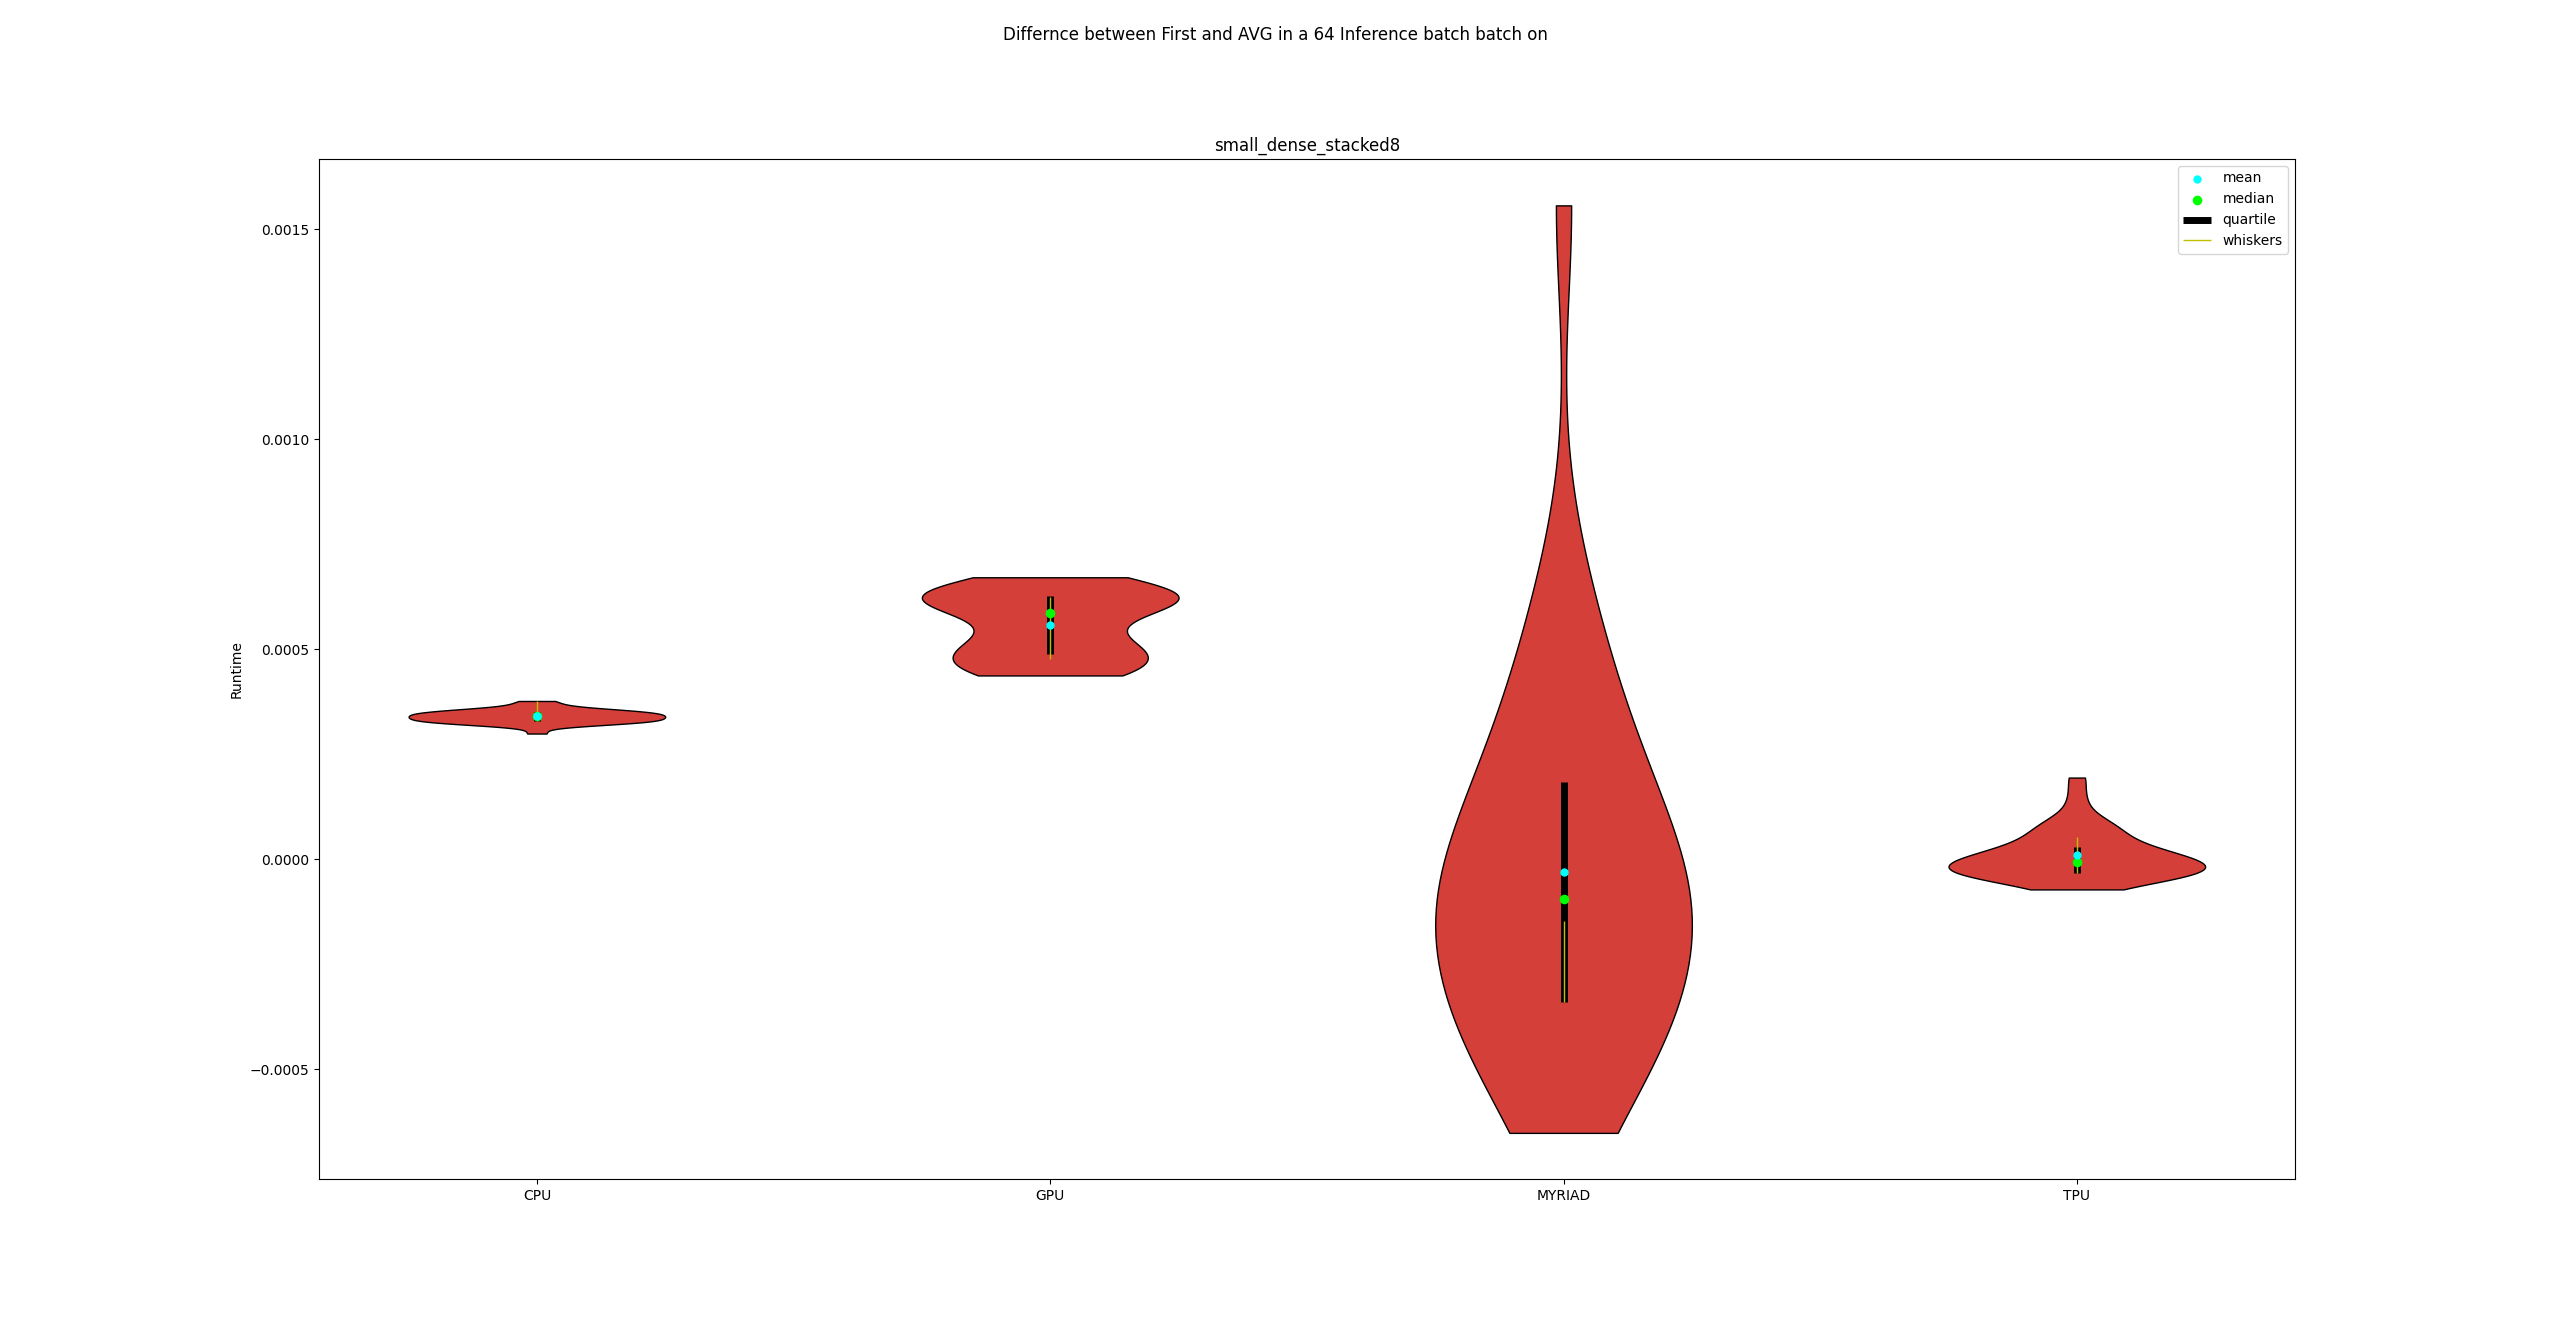 Differnce between First and AVG in a 64 Inference batch batch on
small_dense_stacked8
mean
median
quartile
whiskers
0.0015
0.0010
0.0005
0.0000
−0.0005
Runtime
CPU
GPU
MYRIAD
TPU